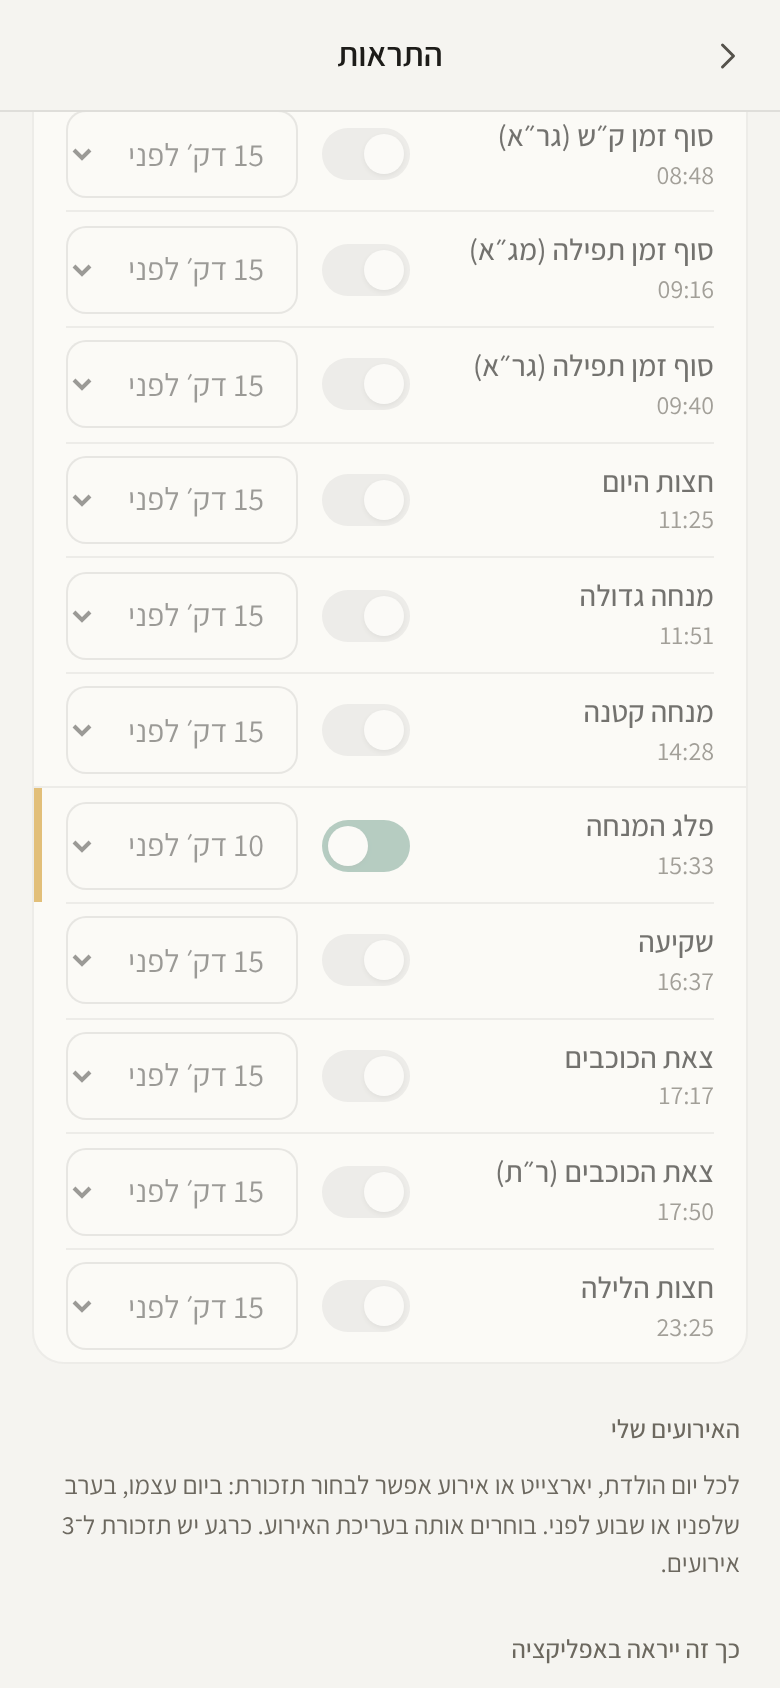 התראות
סוף זמן ק״ש (גר״א)
08:48
15 דק׳ לפני
סוף זמן תפילה (מג״א)
09:16
15 דק׳ לפני
סוף זמן תפילה (גר״א)
09:40
15 דק׳ לפני
חצות היום
11:25
15 דק׳ לפני
מנחה גדולה
11:51
15 דק׳ לפני
מנחה קטנה
14:28
15 דק׳ לפני
פלג המנחה
15:33
10 דק׳ לפני
שקיעה
16:37
15 דק׳ לפני
צאת הכוכבים
17:17
15 דק׳ לפני
צאת הכוכבים (ר״ת)
17:50
15 דק׳ לפני
חצות הלילה
23:25
15 דק׳ לפני
האירועים שלי
לכל יום הולדת, יארצייט או אירוע אפשר לבחור תזכורת: ביום עצמו, בערב
שלפניו או שבוע לפני. בוחרים אותה בעריכת האירוע. כרגע יש תזכורת ל־3
אירועים.
כך זה ייראה באפליקציה